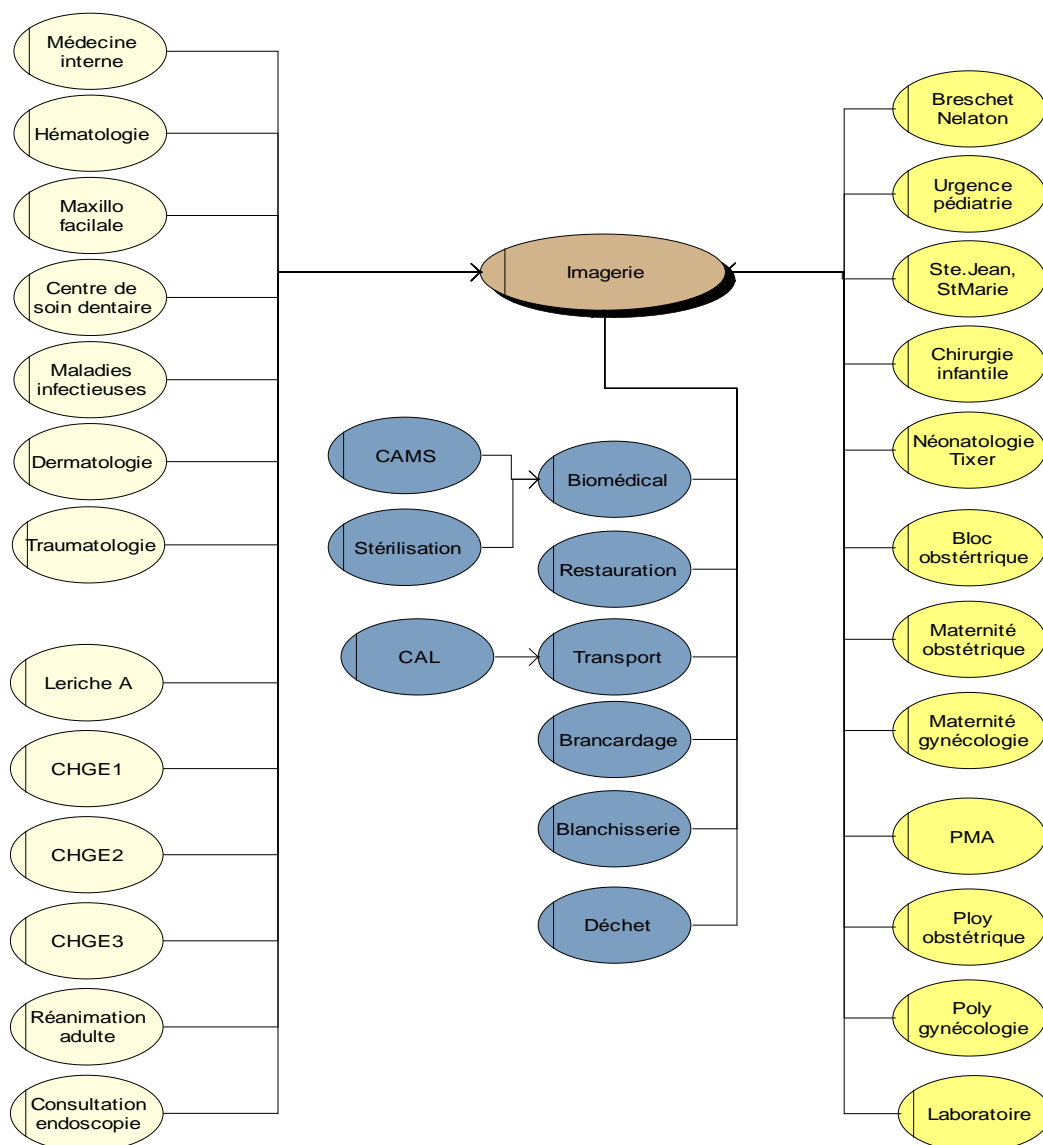 Médecine
interne
Hématologie
Maxillo
facilale
Centre de
soin dentaire
Maladies
infectieuses
Dermatologie
Traumatologie
Leriche A
CHGE1
CHGE2
CHGE3
Réanimation
adulte
Consultation
endoscopie
Imagerie
CAMS
Stérilisation
CAL
Biomédical
Restauration
Transport
Brancardage
Blanchisserie
Déchet
Breschet
Nelaton
Urgence
pédiatrie
Ste.Jean,
StMarie
Chirurgie
infantile
Néonatologie
Tixer
Bloc
obstértrique
Maternité
obstétrique
Maternité
gynécologie
PMA
Ploy
obstétrique
Poly
gynécologie
Laboratoire